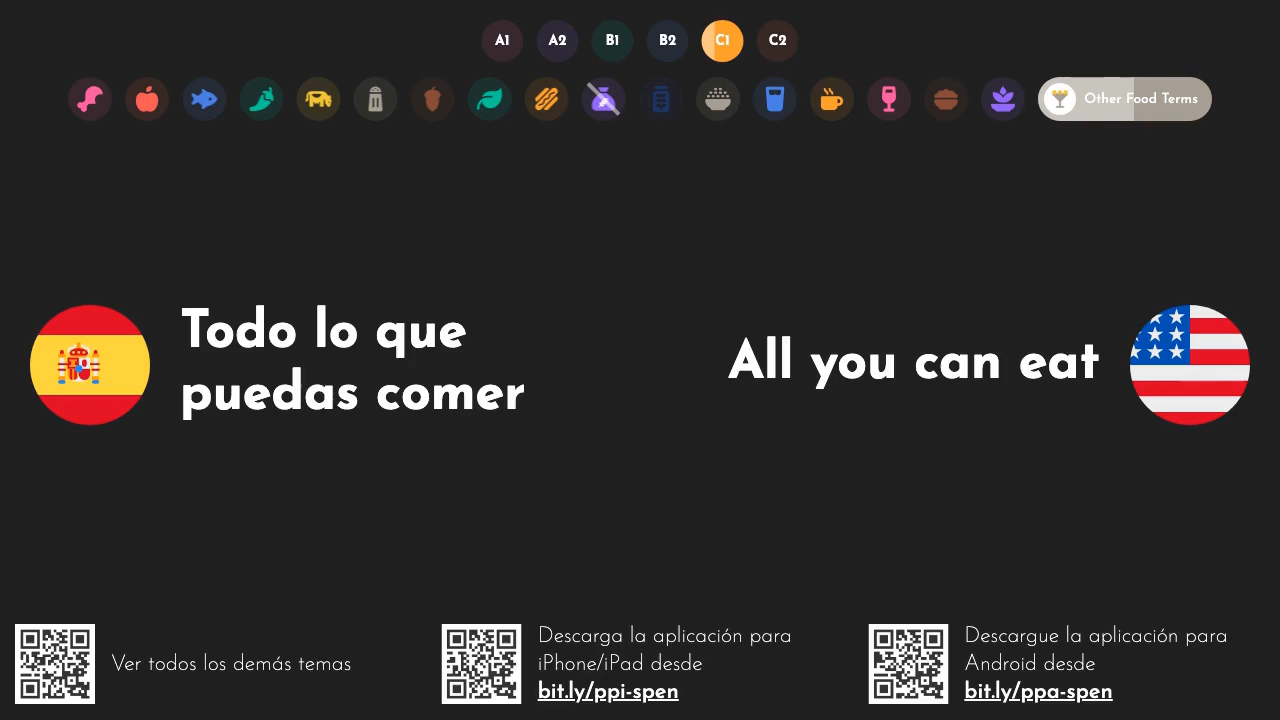 A1 A2 B1 B2 C1 C2
Other Food Terms
Todo lo que
puedas comer
All you can eat
Ver todos los demás temas
Descarga la aplicación para
iPhone/iPad desde
bit.ly/ppi-spen
Descargue la aplicación para
Android desde
bit.ly/ppa-spen